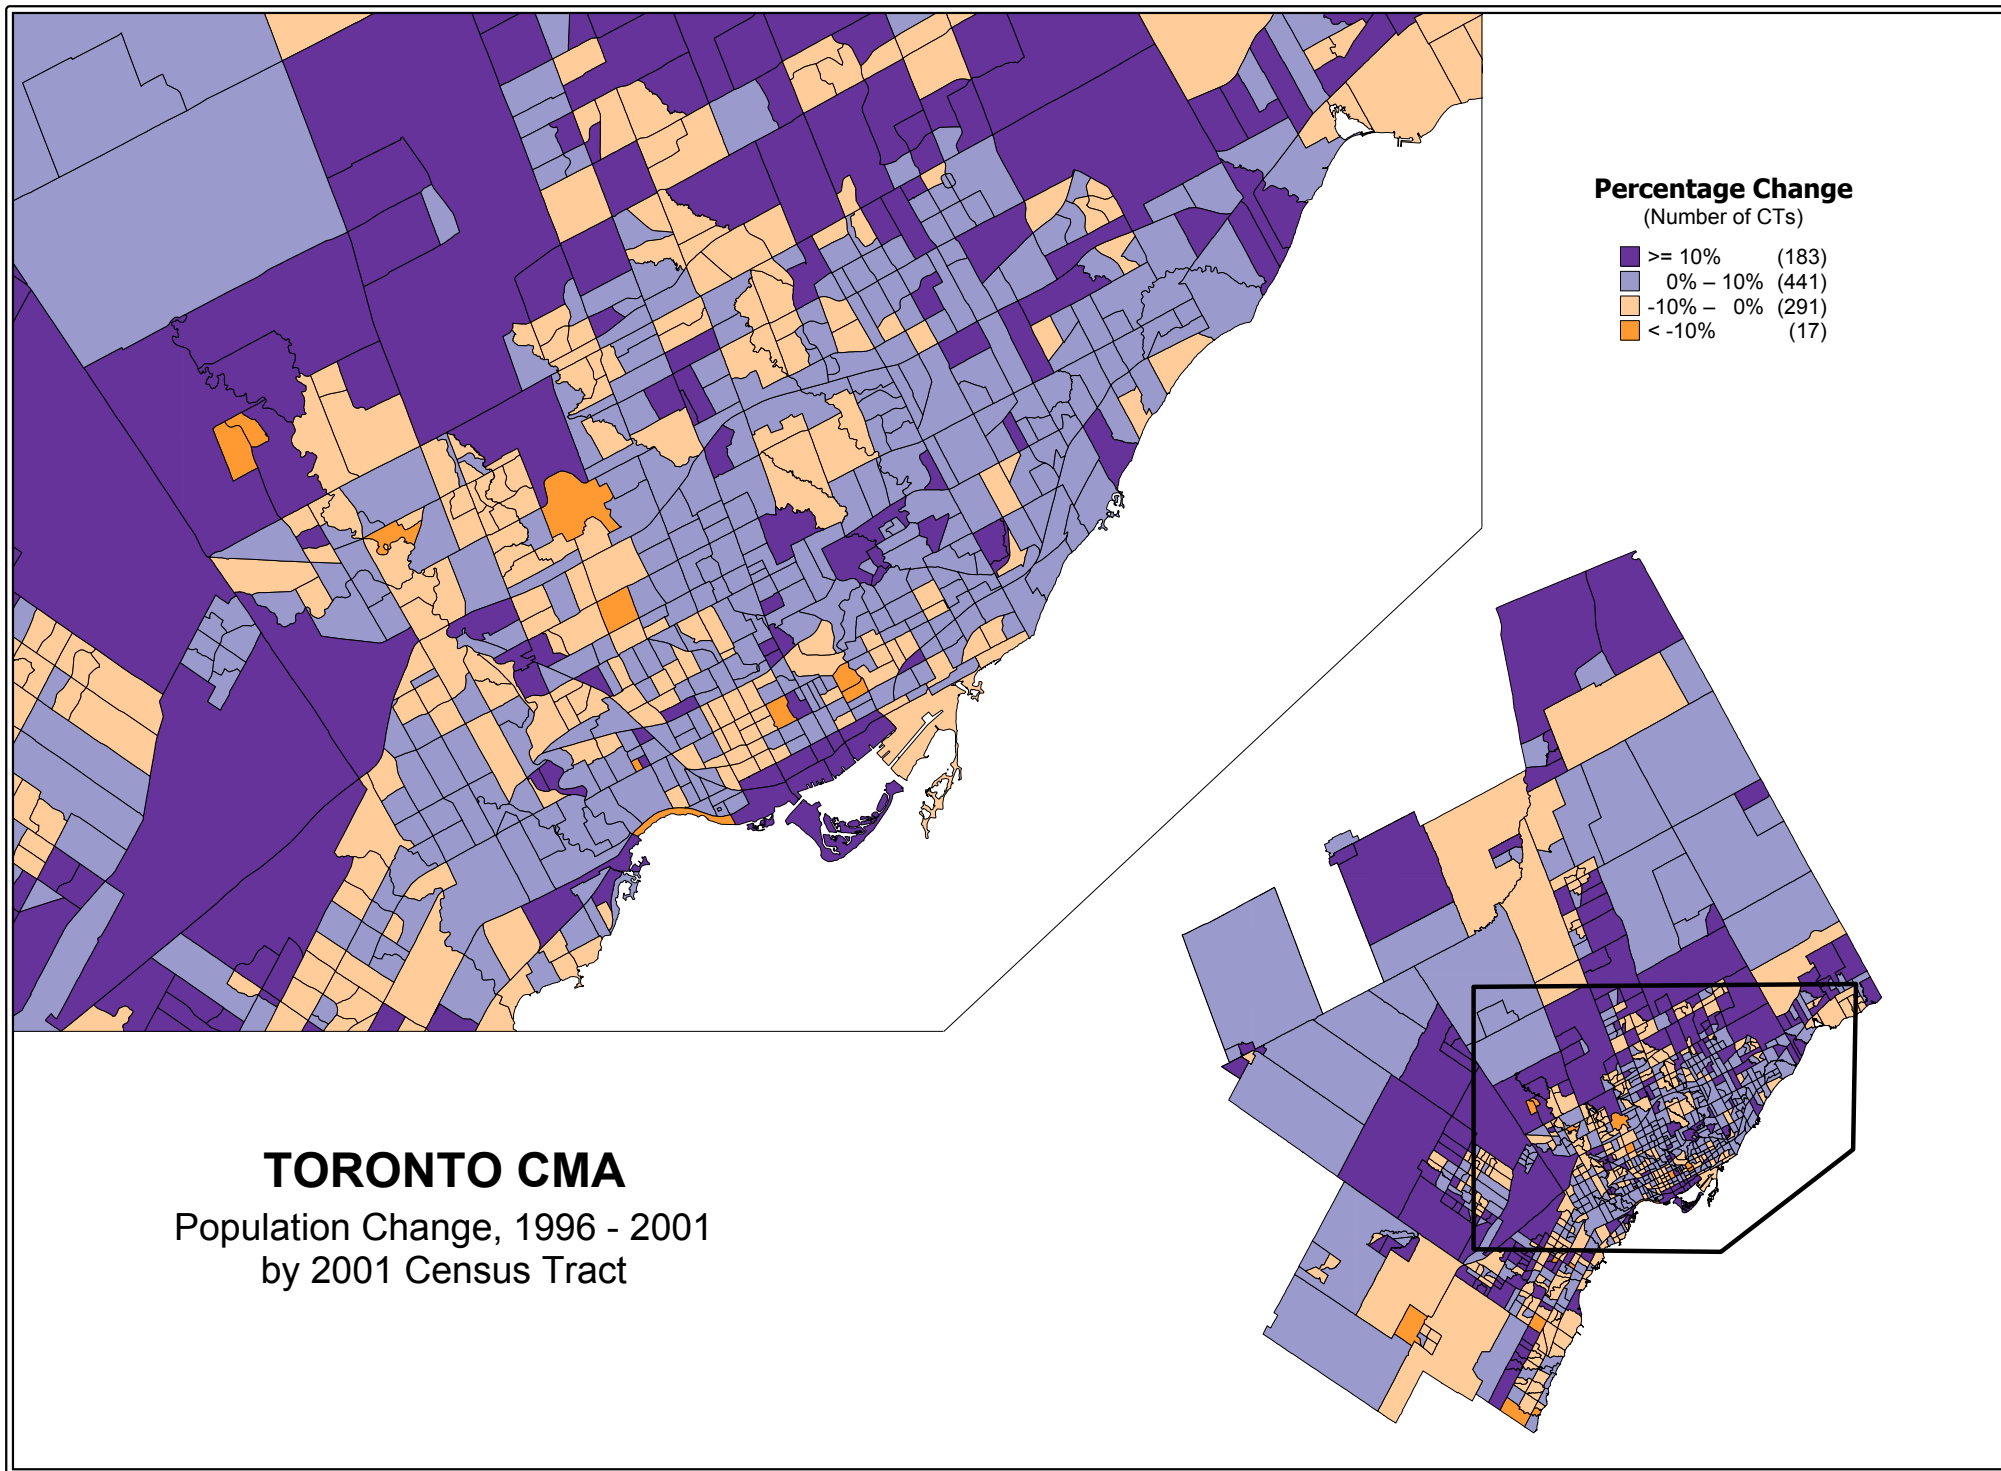 Percentage Change
(Number of CTs)
>= 10% (183)
0% – 10% (441)
-10% – 0% (291)
< -10% (17)
TORONTO CMA
Population Change, 1996 - 2001
by 2001 Census Tract